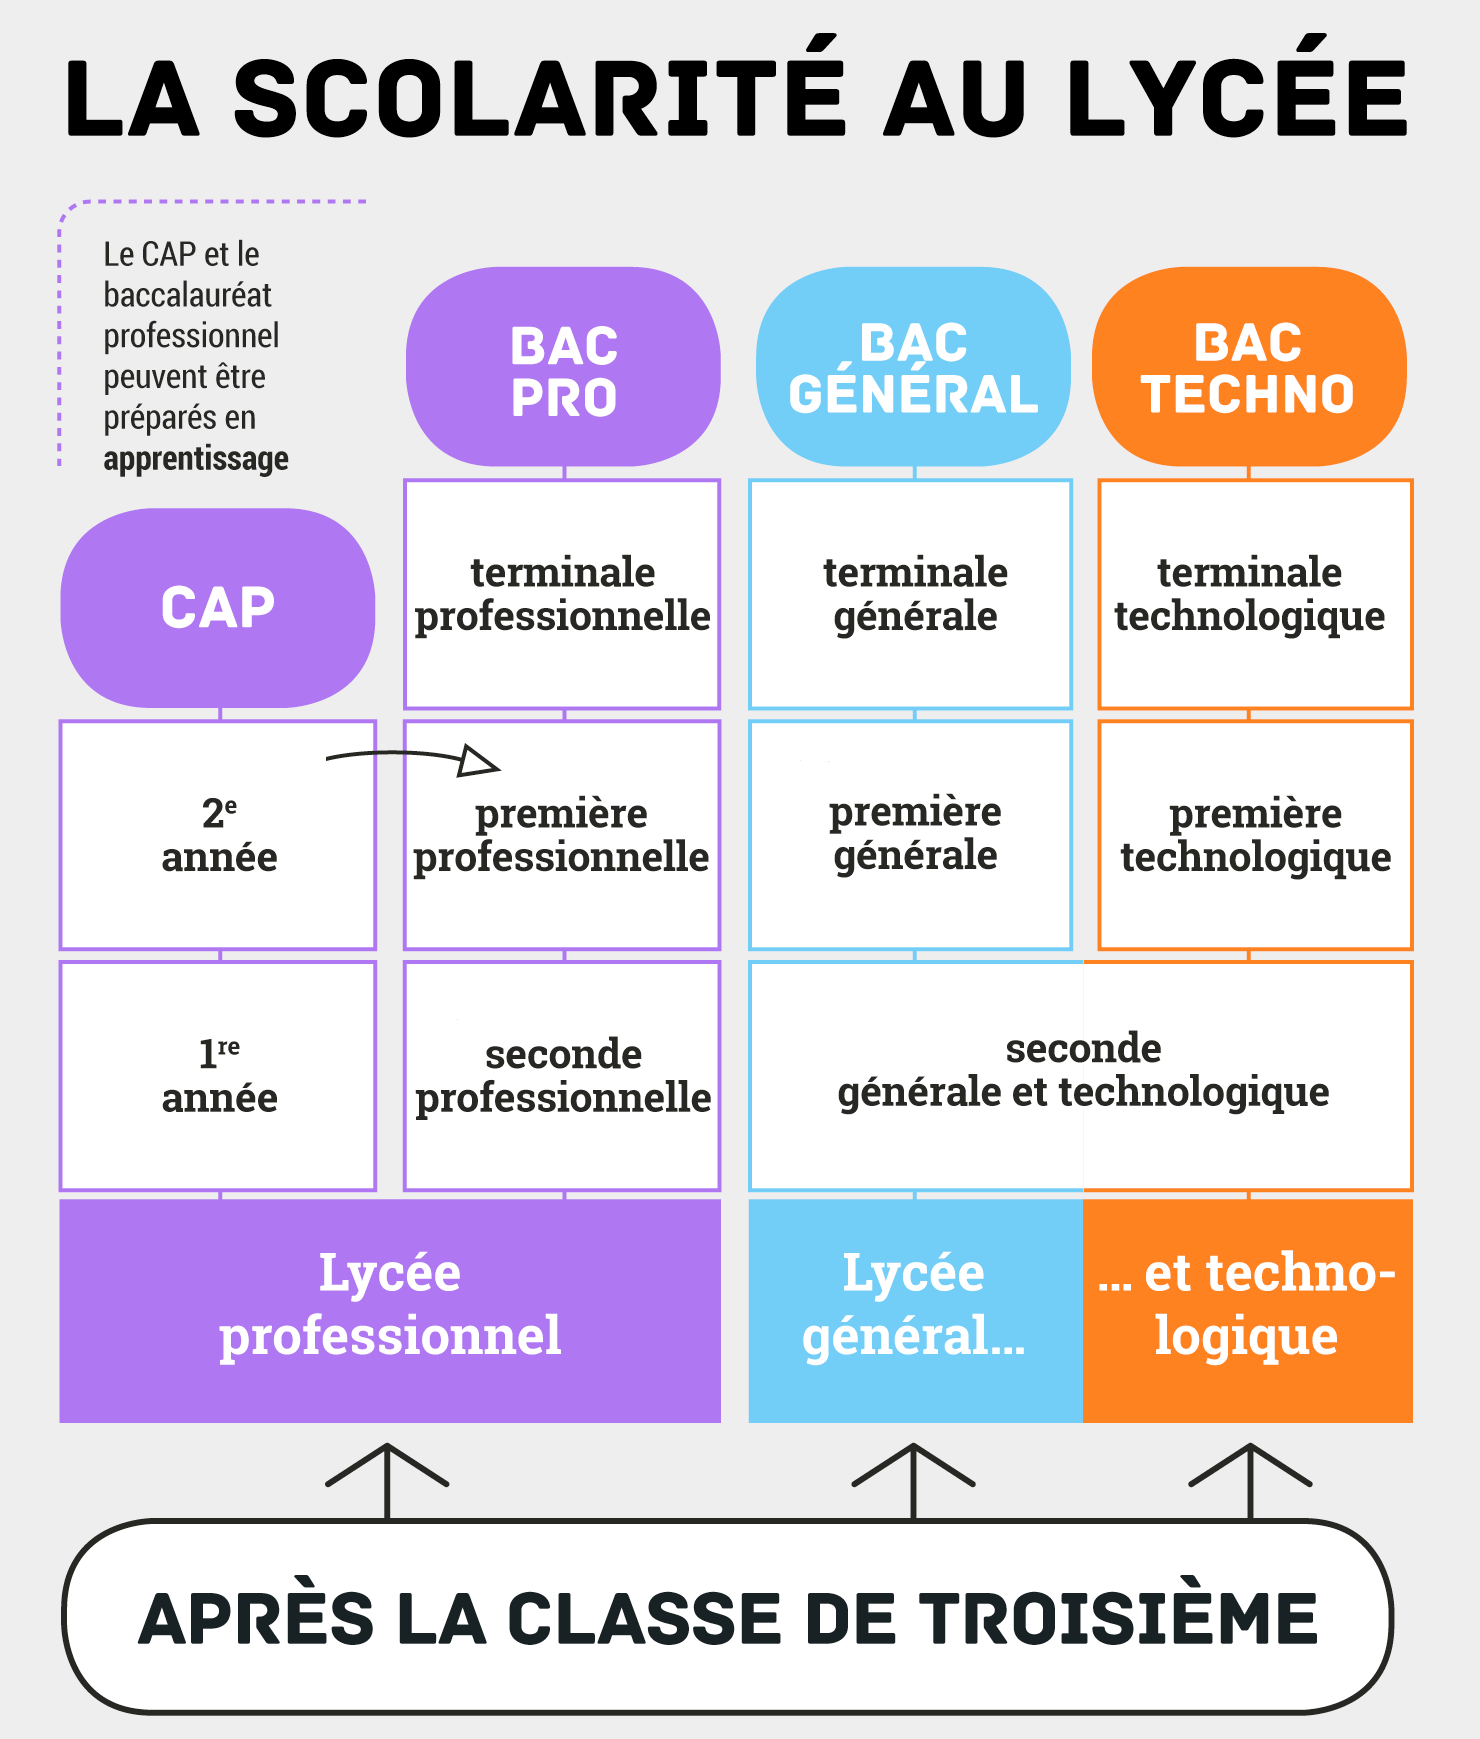 LA SCOLARITÉ AU LYCÉE
Le CAP et le
baccalauréat
professionnel
peuvent être
préparés en
apprentissage
BAC
PRO
BAC
GÉNÉRAL
BAC
TECHNO
CAP
terminale
professionnelle
terminale
générale
terminale
technologique
2e
année
première
professionnelle
première
générale
première
technologique
1re
année
seconde
professionnelle
seconde
générale et technologique
Lycée
professionnel
Lycée
général...
... et techno-
logique
APRÈS LA CLASSE DE TROISIÈME